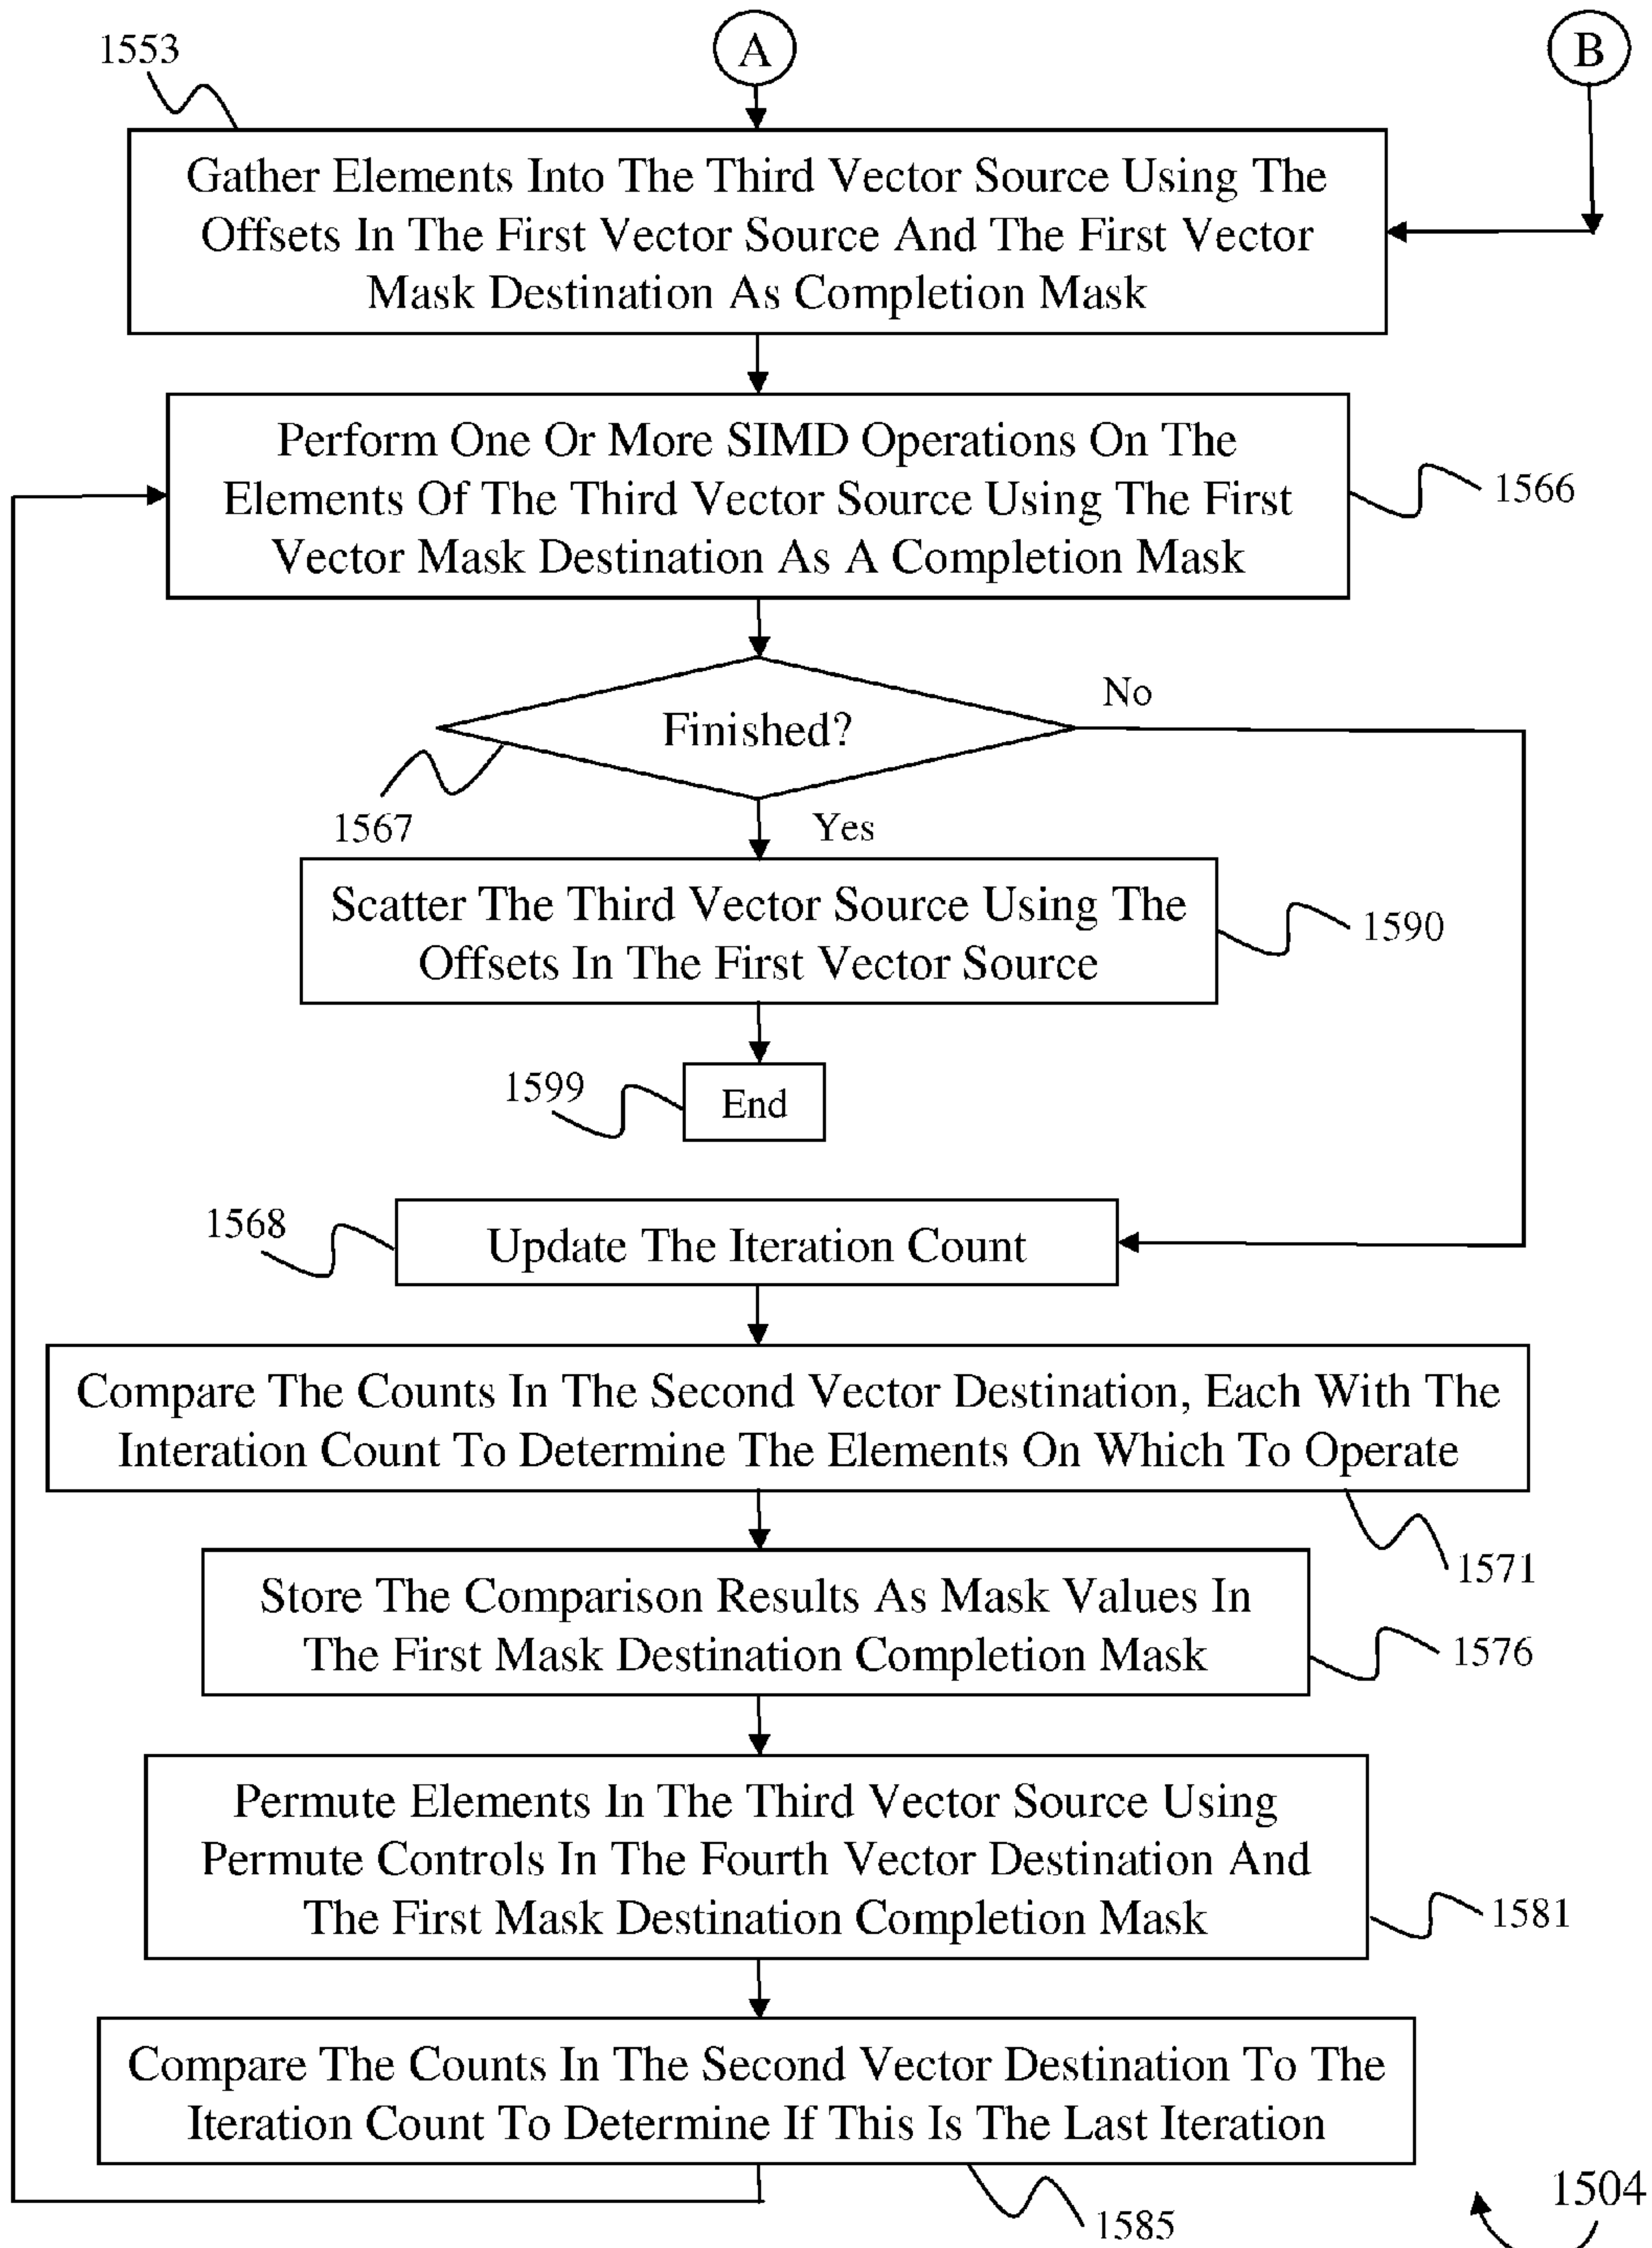 1553
A
B
Gather Elements Into The Third Vector Source Using The
Offsets In The First Vector Source And The First Vector
Mask Destination As Completion Mask
Perform One Or More SIMD Operations On The
Elements Of The Third Vector Source Using The First
Vector Mask Destination As A Completion Mask
1566
Finished?
No
1567
Yes
Scatter The Third Vector Source Using The
Offsets In The First Vector Source
1590
1599
End
1568
Update The Iteration Count
Compare The Counts In The Second Vector Destination, Each With The
Interation Count To Determine The Elements On Which To Operate
1571
Store The Comparison Results As Mask Values In
The First Mask Destination Completion Mask
1576
Permute Elements In The Third Vector Source Using
Permute Controls In The Fourth Vector Destination And
The First Mask Destination Completion Mask
1581
Compare The Counts In The Second Vector Destination To The
Iteration Count To Determine If This Is The Last Iteration
1585
1504